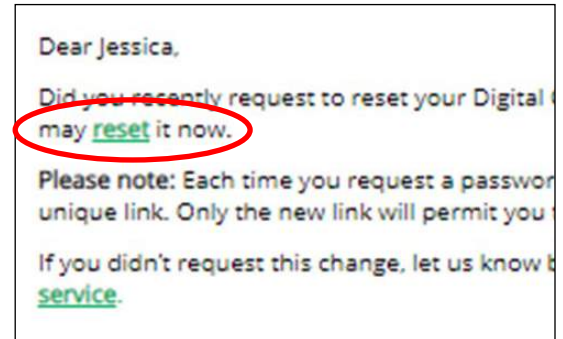 Dear Jessica,
Did you recently request to reset your Digital
may reset it now.
Please note: Each time you request a passwor
unique link. Only the new link will permit you
If you didn't request this change, let us know
service.